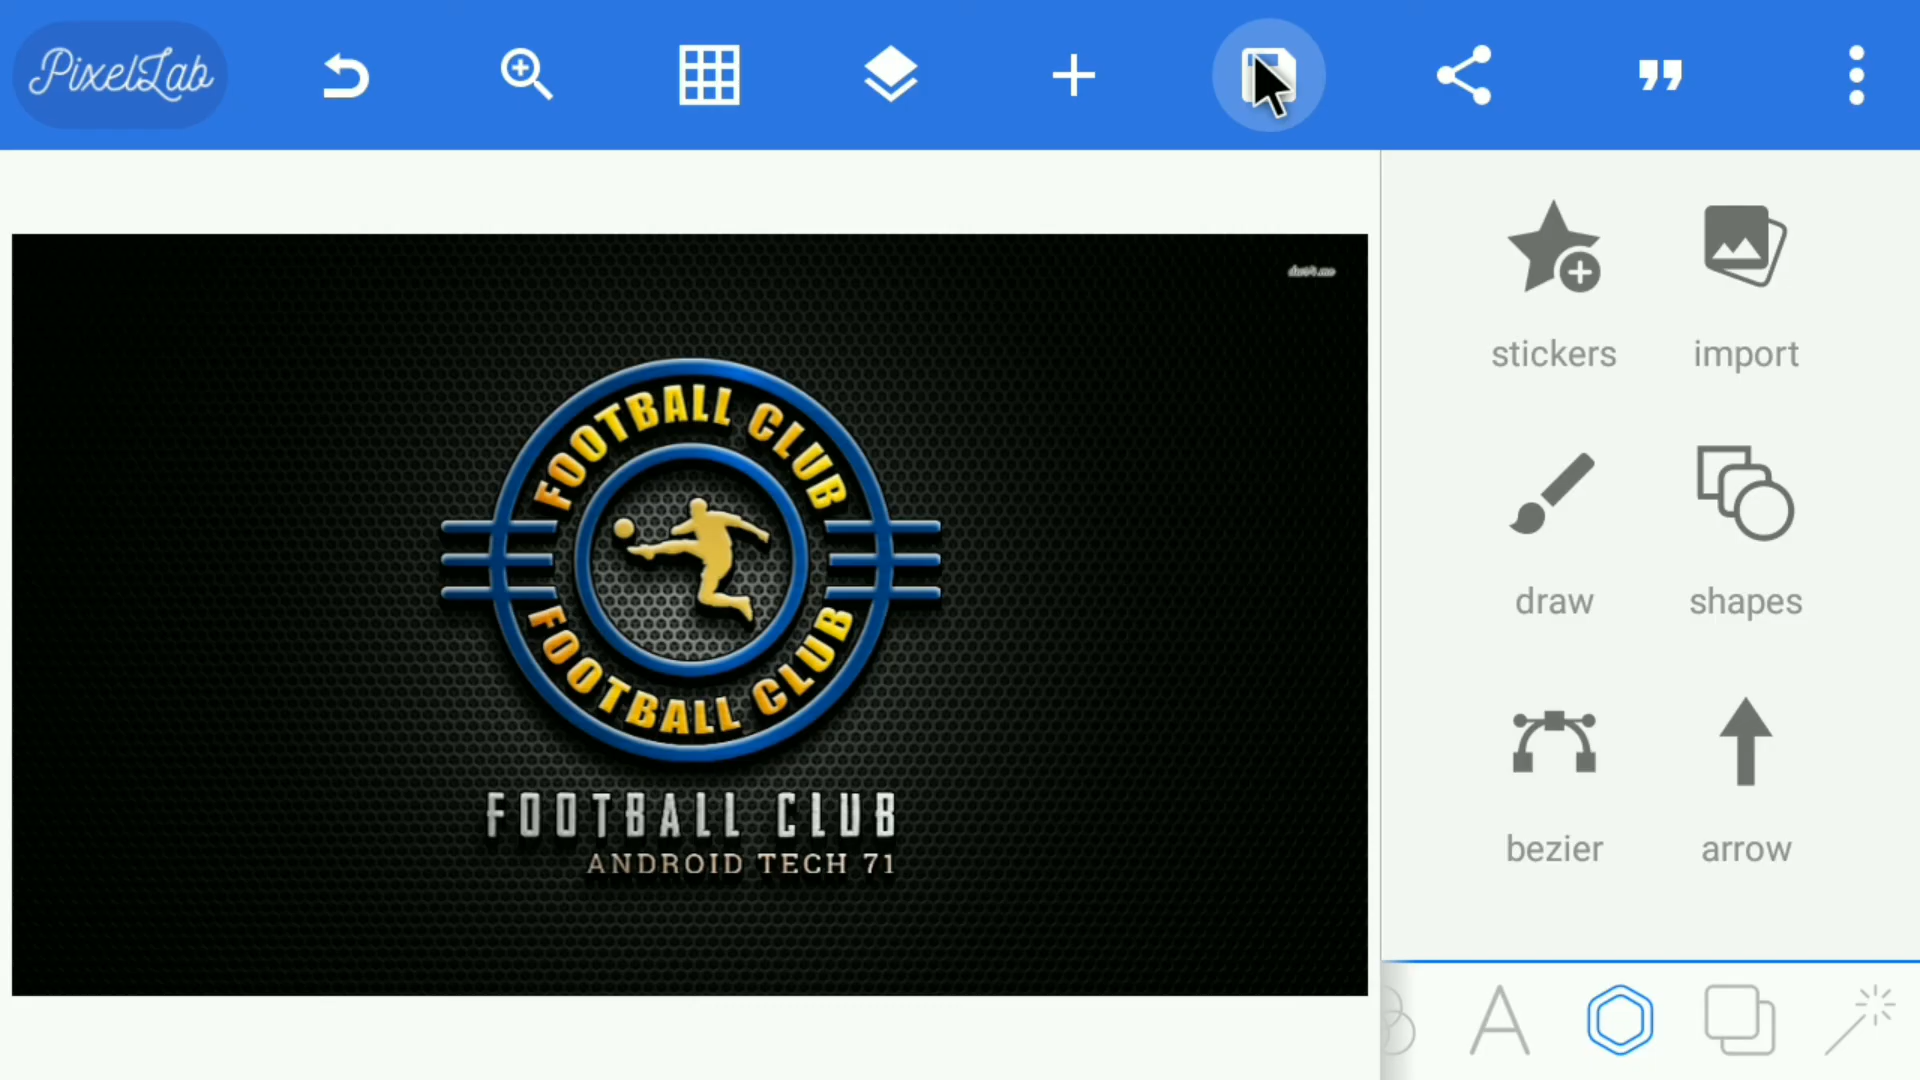 PixelLab
stickers
import
FOOTBALL CLUB
draw
shapes
FOOTBALL CLUB
FOOTBALL CLUB
ANDROID TECH 71
bezier
arrow